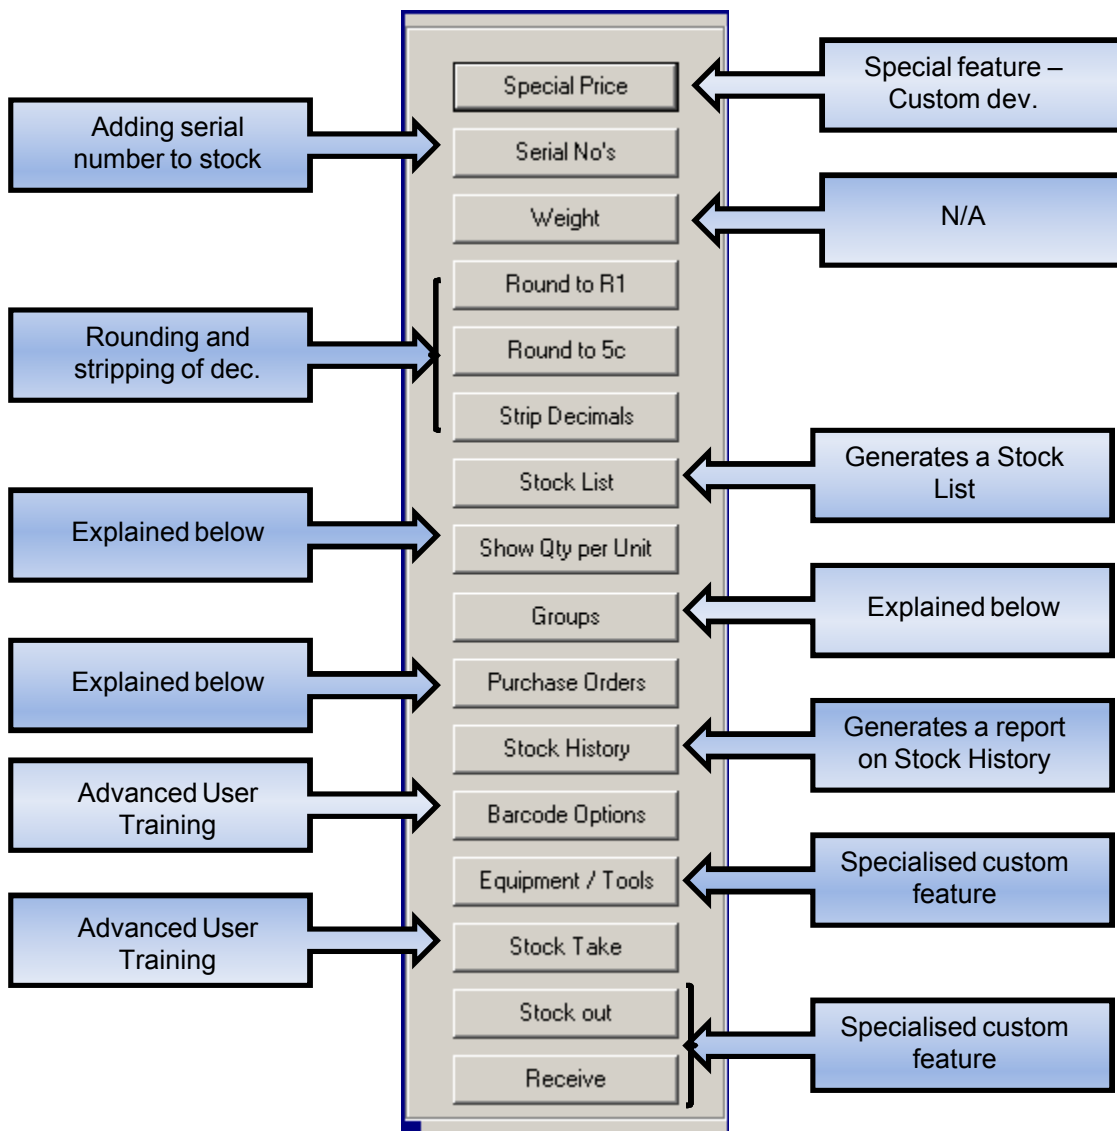 Special Price
Serial No's
Weight
Round to R1
Round to 5c
Strip Decimals
Stock List
Show Qty per Unit
Groups
Purchase Orders
Stock History
Barcode Options
Equipment / Tools
Stock Take
Stock out
Receive
Adding serial
number to stock
Rounding and
stripping of dec.
Explained below
Explained below
Advanced User
Training
Advanced User
Training
Special feature –
Custom dev.
N/A
Generates a Stock
List
Explained below
Generates a report
on Stock History
Specialised custom
feature
Specialised custom
feature